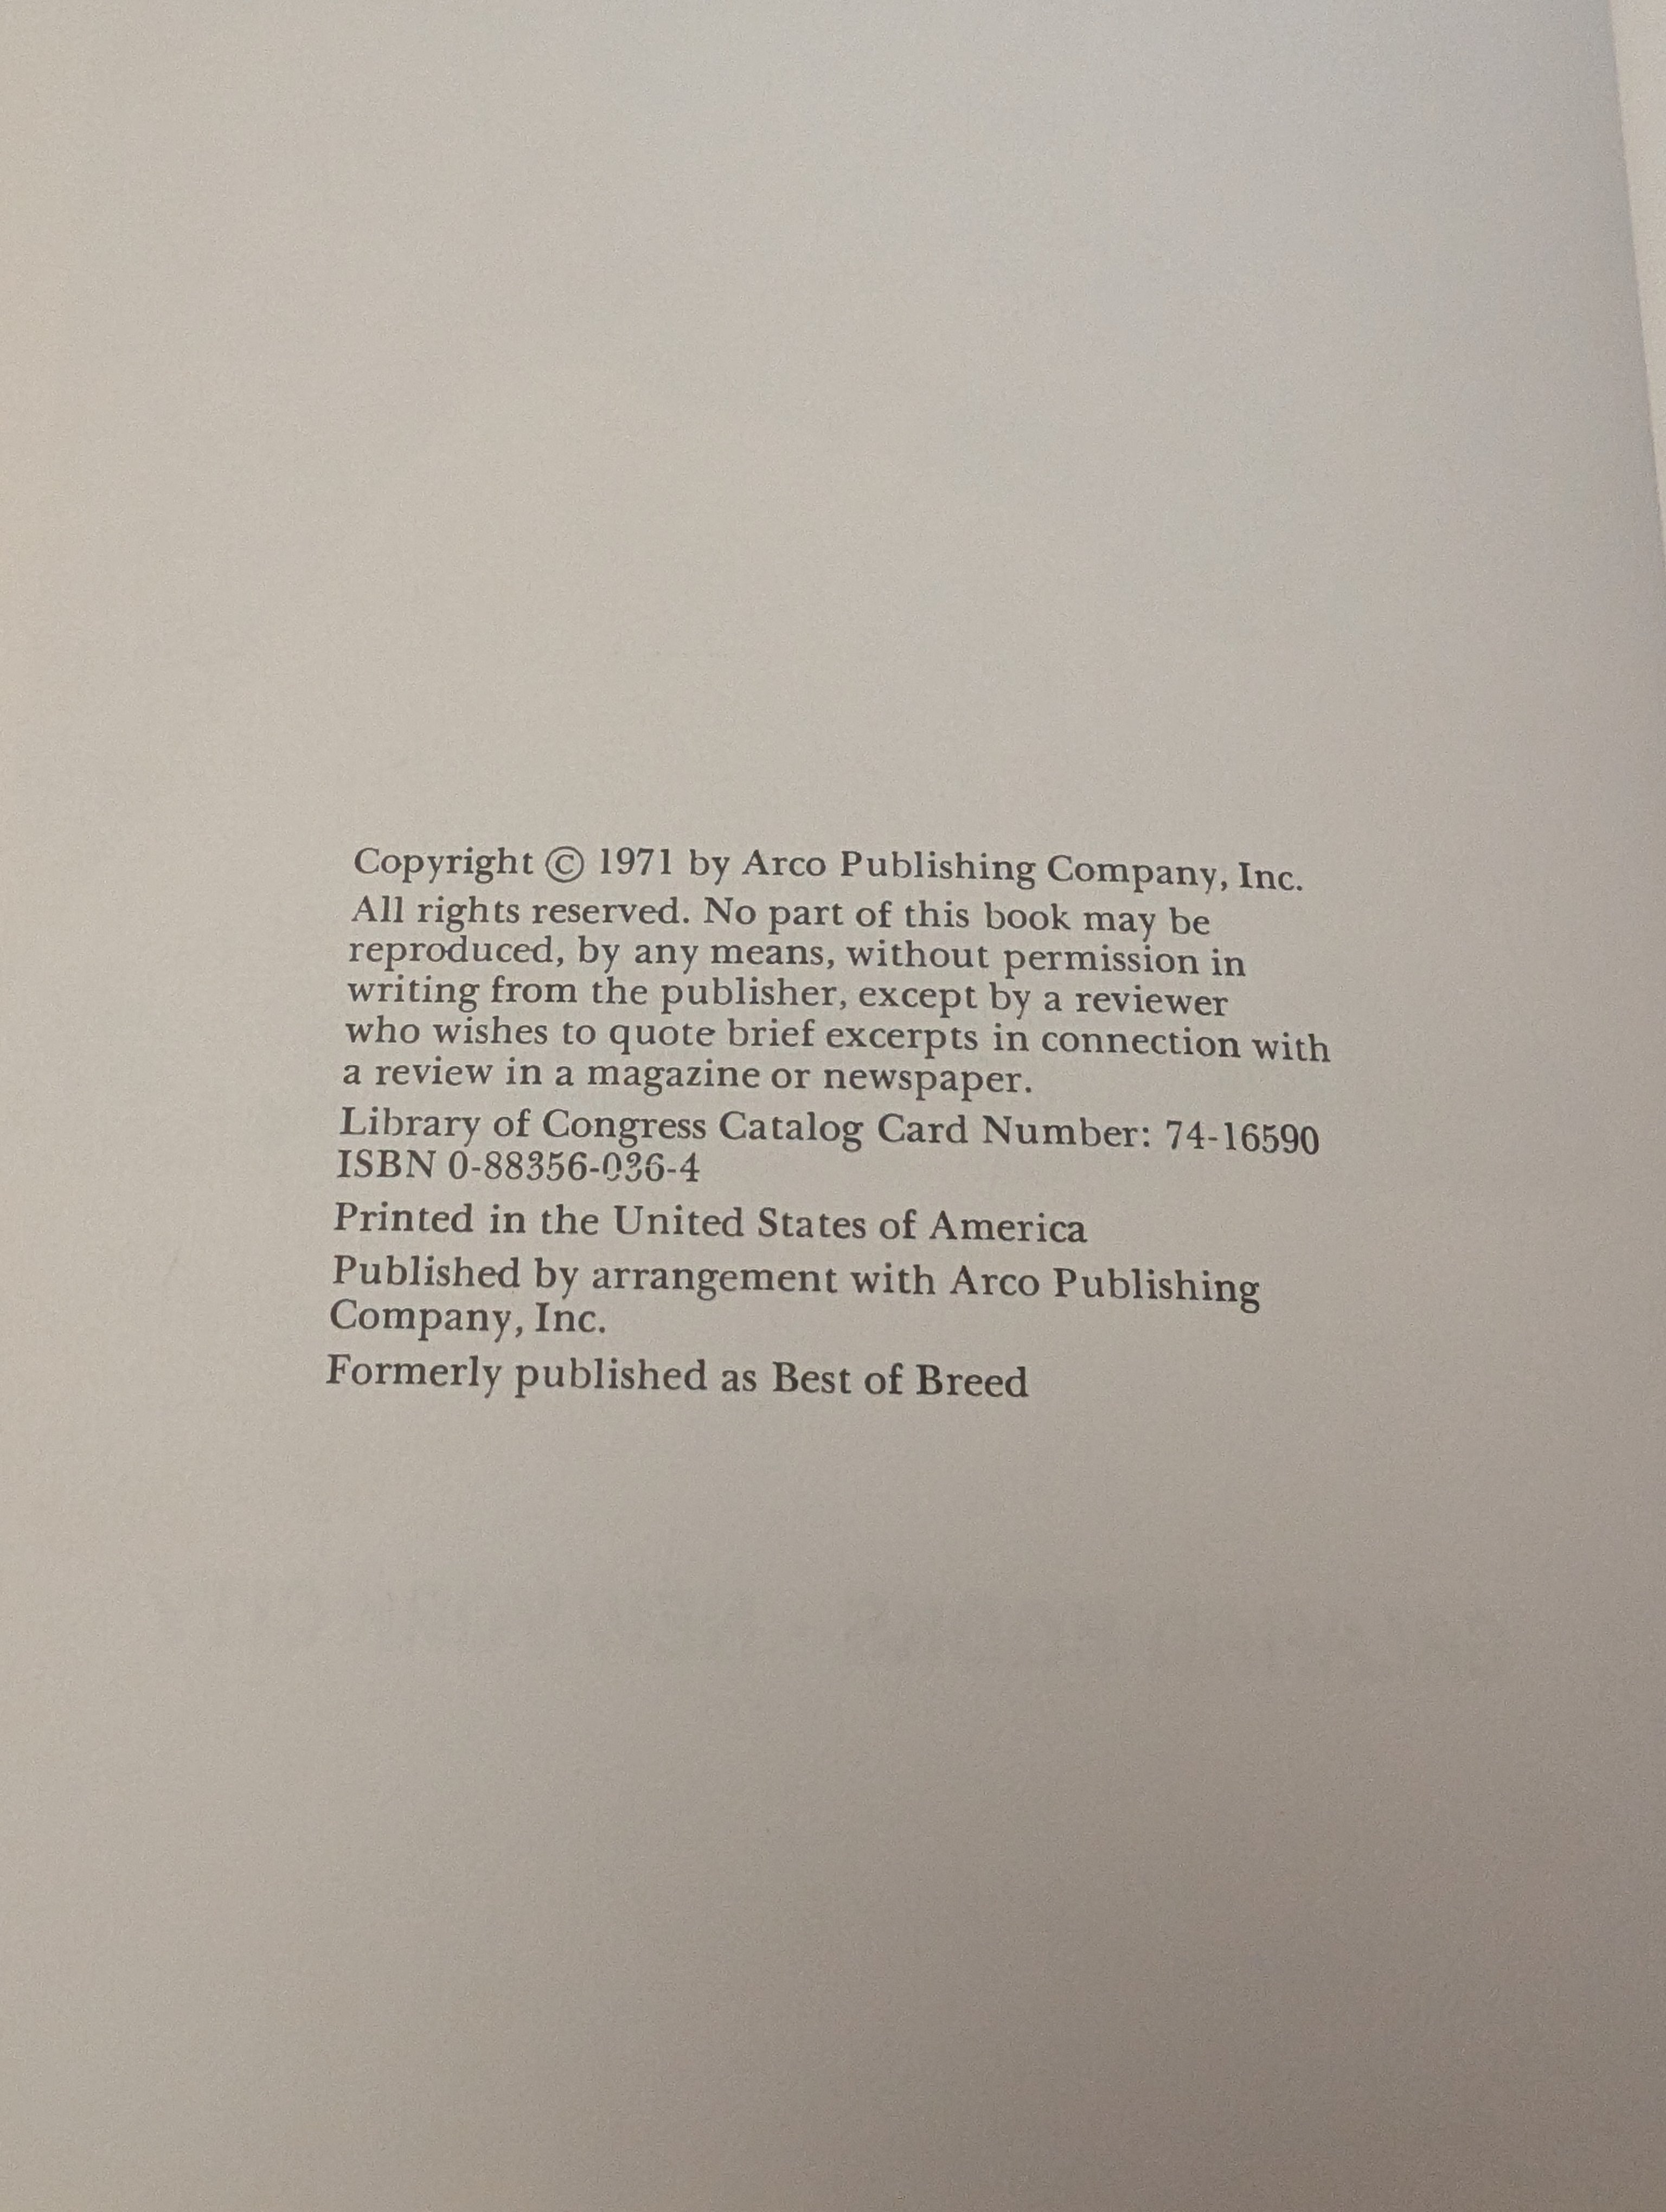 Copyright © 1971 by Arco Publishing Company, Inc.
All rights reserved. No part of this book may be
reproduced, by any means, without permission in
writing from the publisher, except by a reviewer
who wishes to quote brief excerpts in connection with
a review in a magazine or newspaper.
Library of Congress Catalog Card Number: 74-16590
ISBN 0-88356-036-4
Printed in the United States of America
Published by arrangement with Arco Publishing
Company, Inc.
Formerly published as Best of Breed